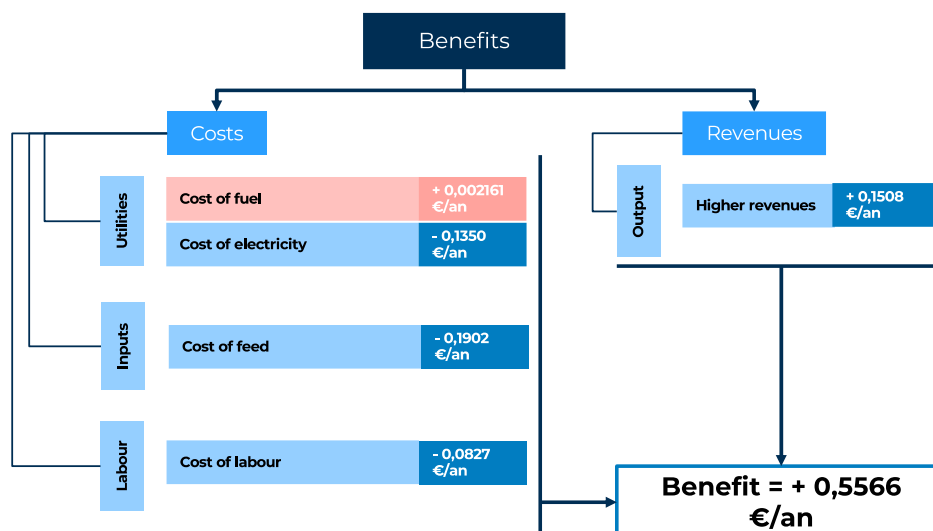 Benefits
Costs
Revenues
Utilities
Cost of fuel
+ 0,002161
€/an
Cost of electricity
- 0,1350
€/an
Output
Higher revenues
+ 0,1508
€/an
Inputs
Cost of feed
- 0,1902
€/an
Labour
Cost of labour
- 0,0827
€/an
Benefit = + 0,5566
€/an